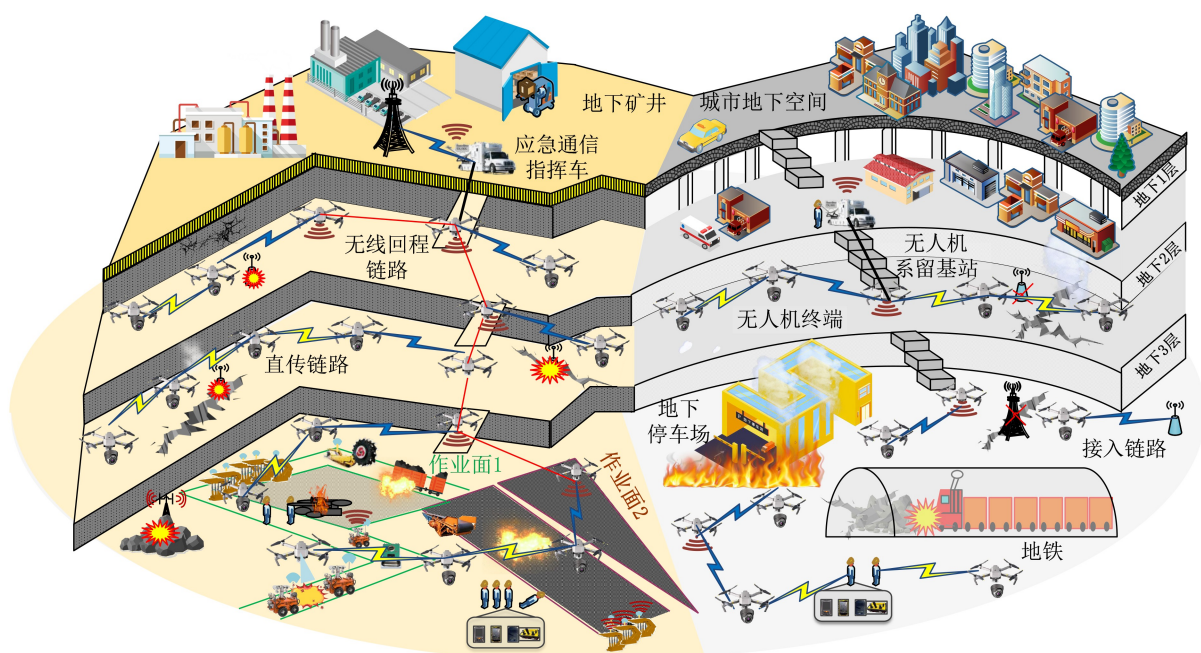 地下矿井
城市地下空间
应急通信
指挥车
地下1层
无线回程
链路
无人机
系留基站
地下2层
无人机终端
直传链路
地下3层
地下
停车场
接入链路
作业面1
作业面2
地铁